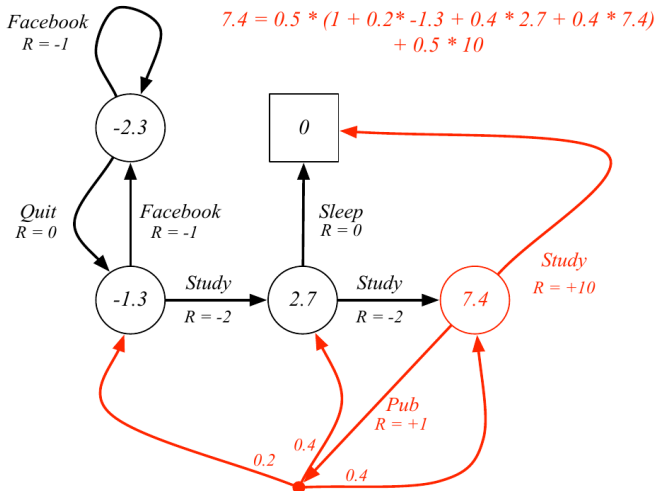 Facebook
R = -1
7.4 = 0.5 * (1 + 0.2* -1.3 + 0.4 * 2.7 + 0.4 * 7.4)
+ 0.5 * 10
-2.3
0
Quit
R = 0
Facebook
R = -1
Sleep
R = 0
Study
R = +10
-1.3
Study
R = -2
2.7
Study
R = -2
7.4
Pub
R = +1
0.4
0.2
0.4